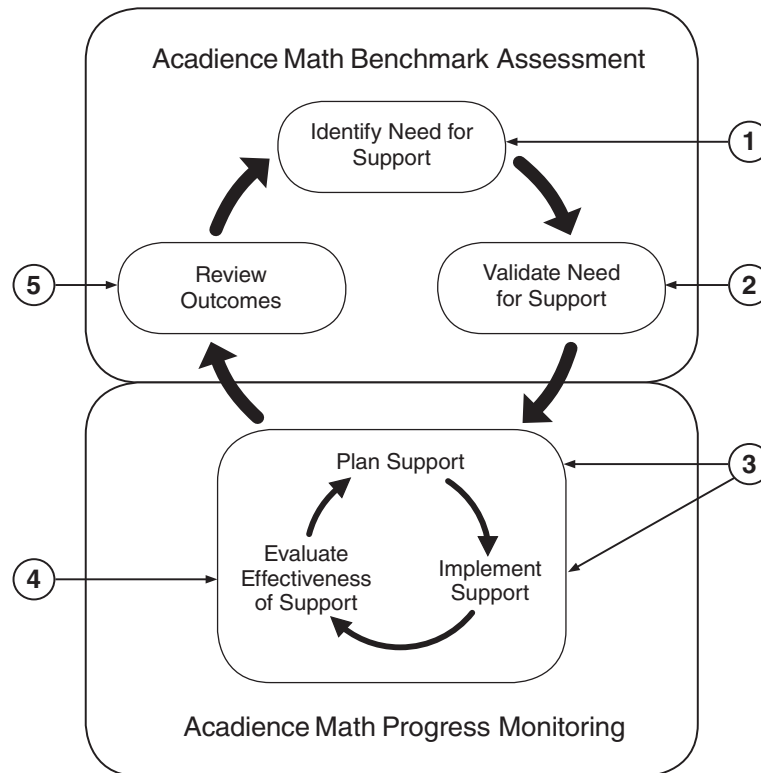 Acadience Math Benchmark Assessment
Identify Need for
Support
1
Review
Outcomes
5
Validate Need
for Support
2
Plan Support
3
Evaluate
Effectiveness
of Support
Implement
Support
4
Acadience Math Progress Monitoring